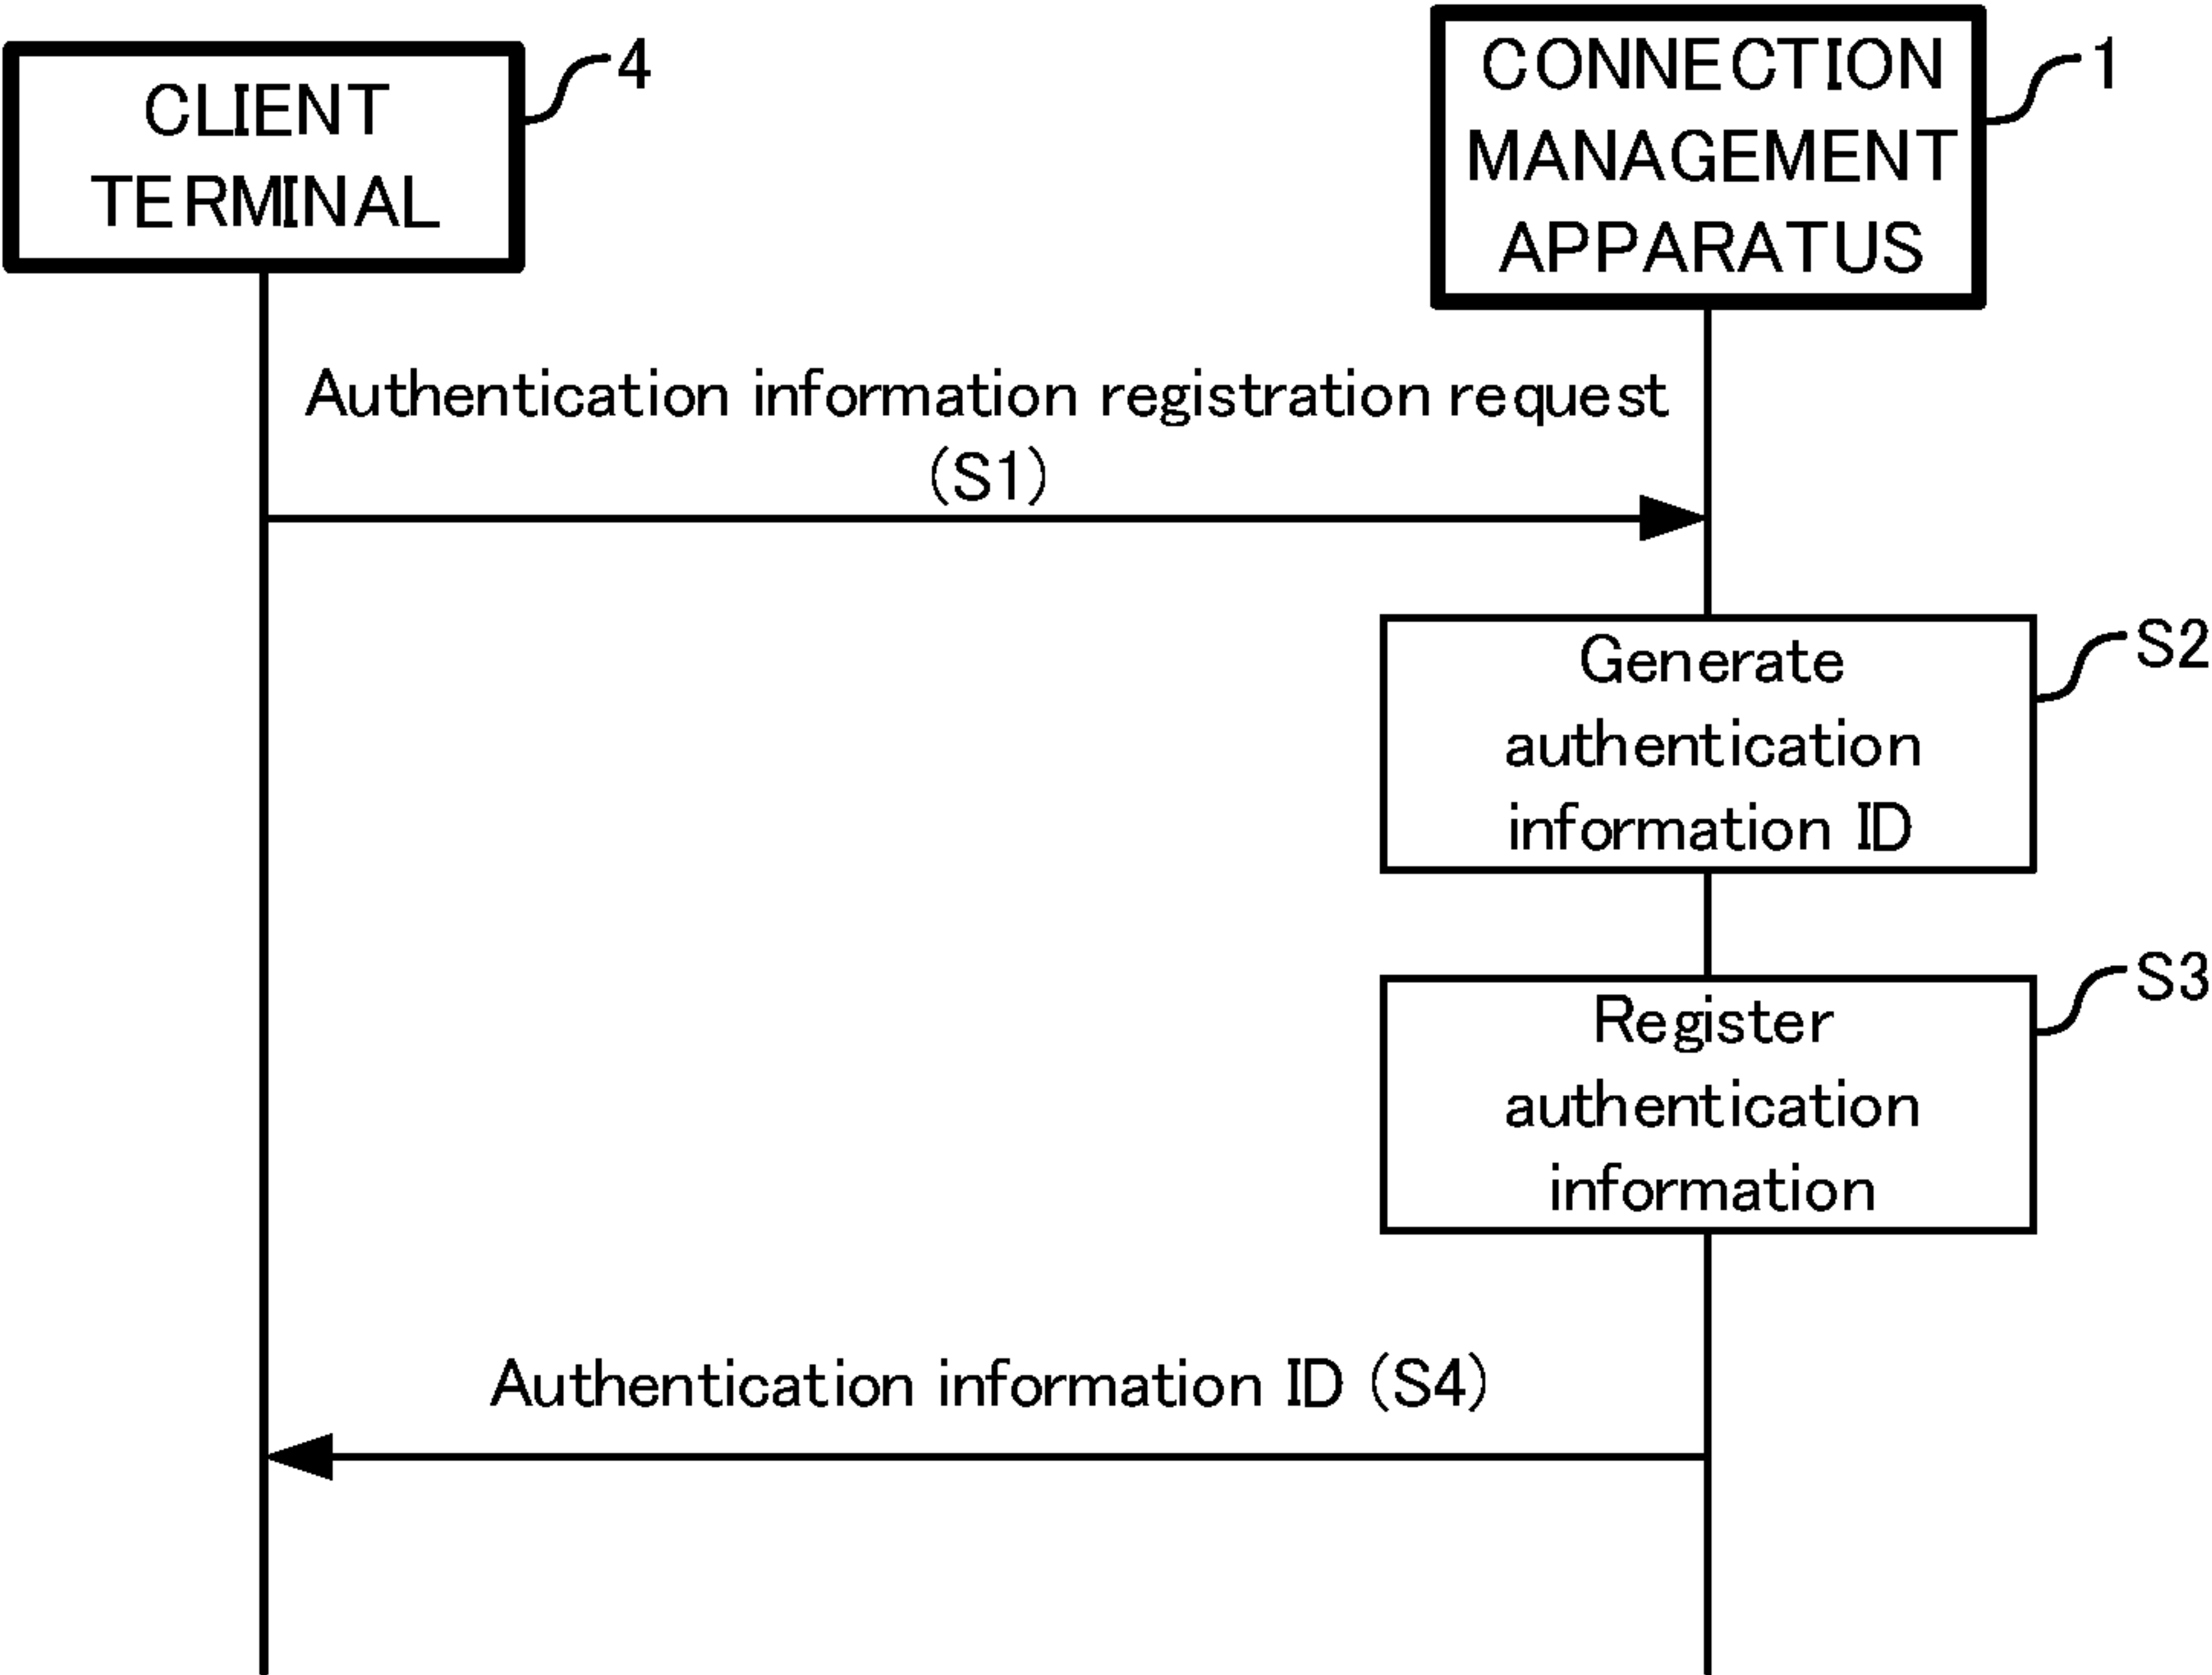 CLIENT
TERMINAL
4
CONNECTION
MANAGEMENT
APPARATUS
1
Authentication information registration request
(S1)
Generate
authentication
information ID
S2
Register
authentication
information
S3
Authentication information ID (S4)